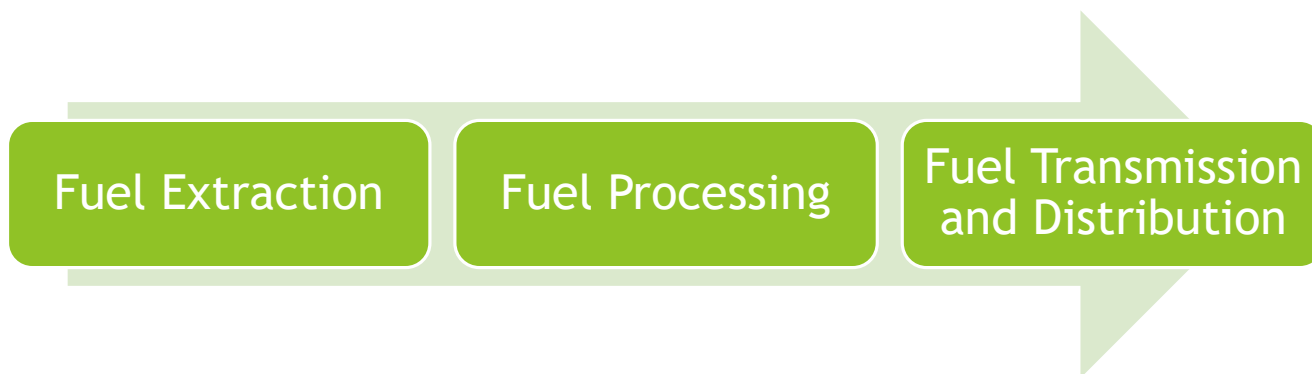 Fuel Extraction
Fuel Processing
Fuel Transmission
and Distribution